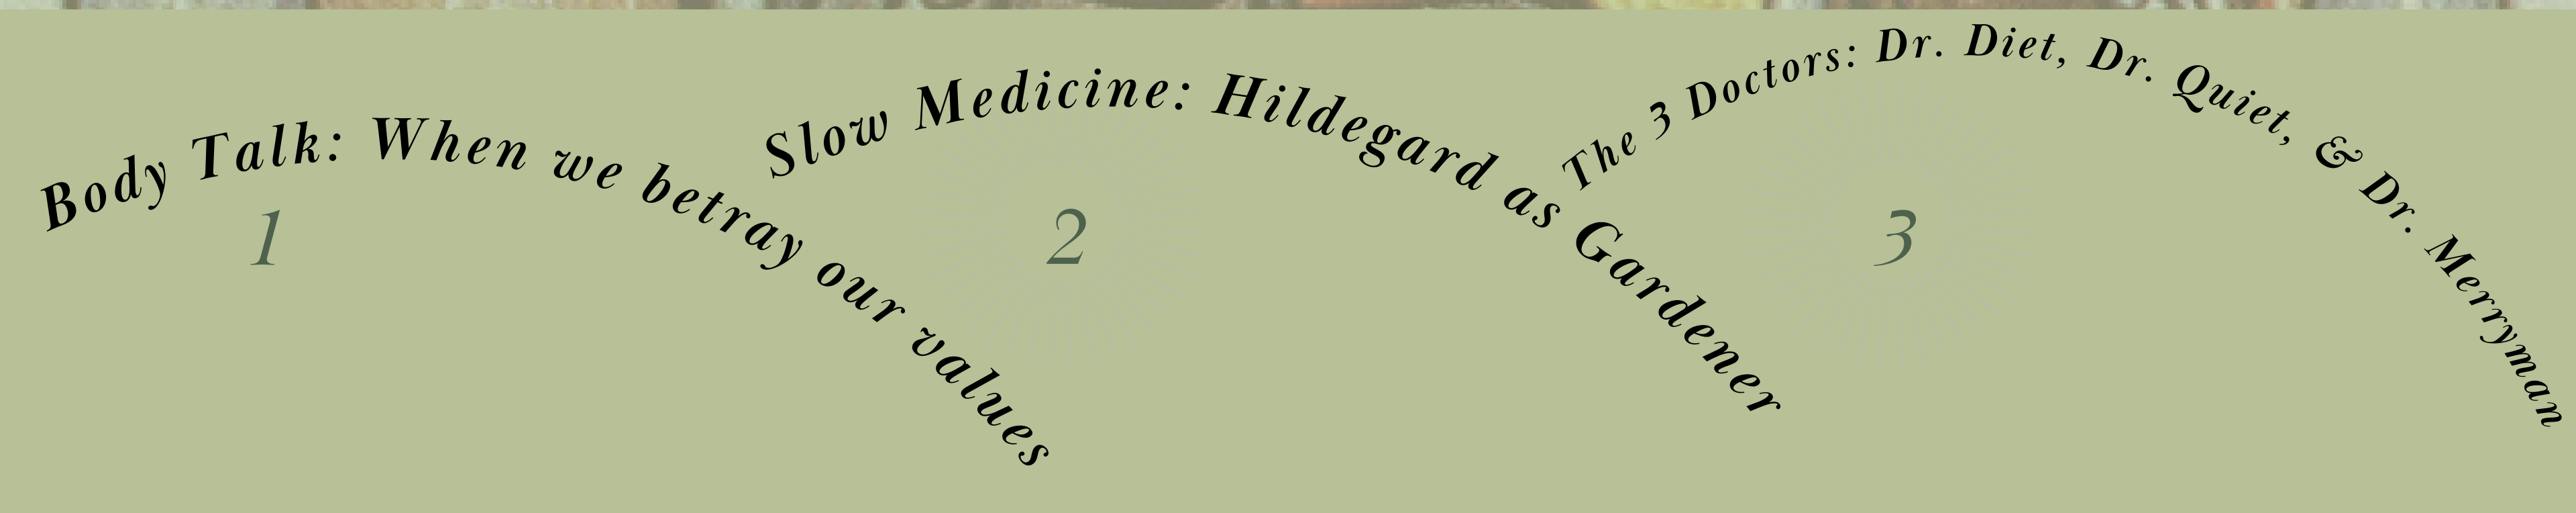 Body Talk: When we betray our values
1
Slow Medicine: Hildegard as Gardener
2
The 3 Doctors: Dr. Diet, Dr. Quiet, & Dr. Merryman
3